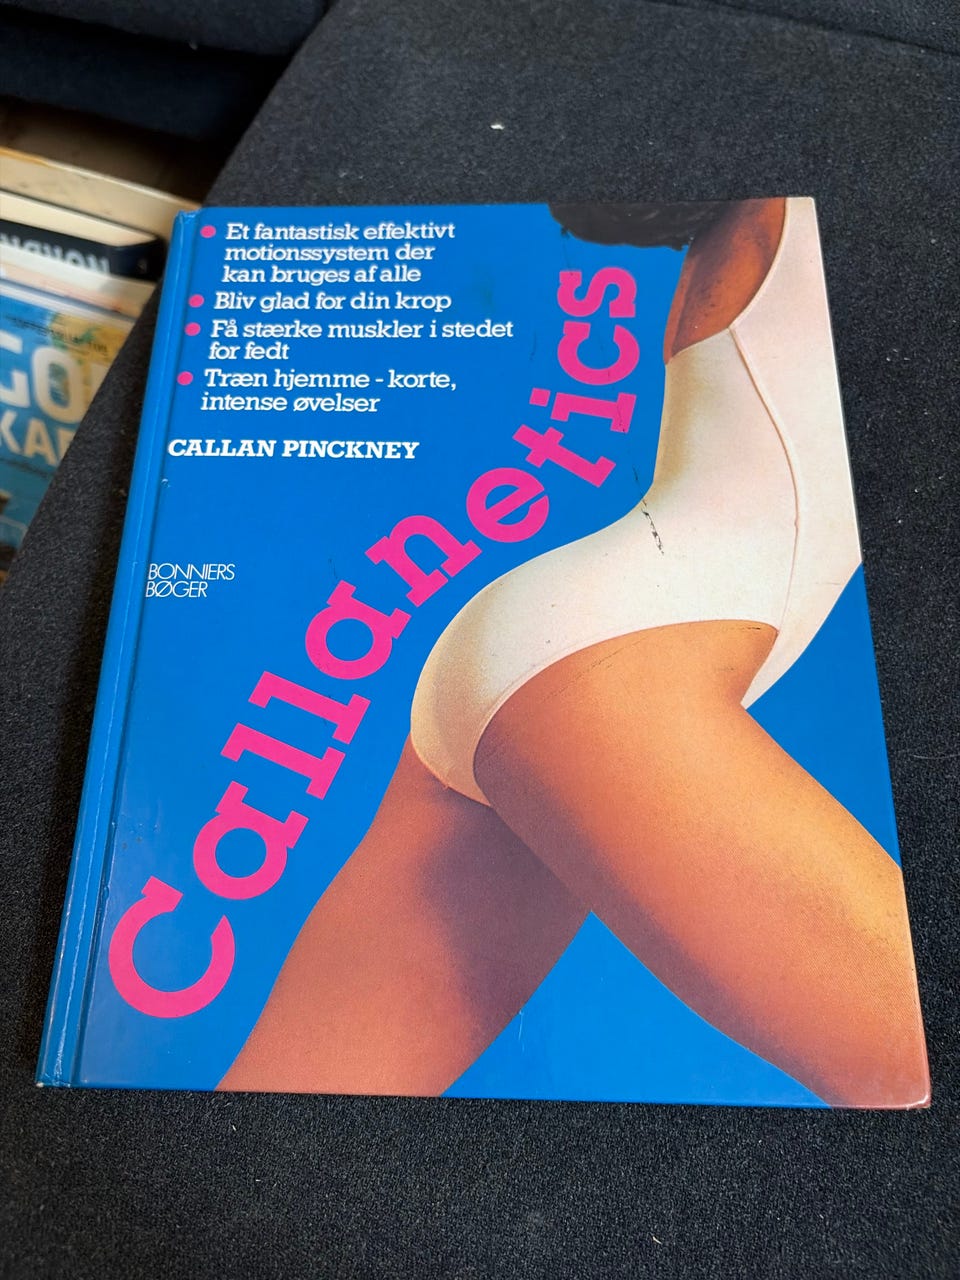 Et fantastisk effektivt
motionssystem der
kan bruges af alle
Bliv glad for din krop
Få stærke muskler i stedet
for fedt
Træn hjemme - korte,
intense øvelser
CALLAN PINCKNEY
BONNIERS
BØGER
Callanetics